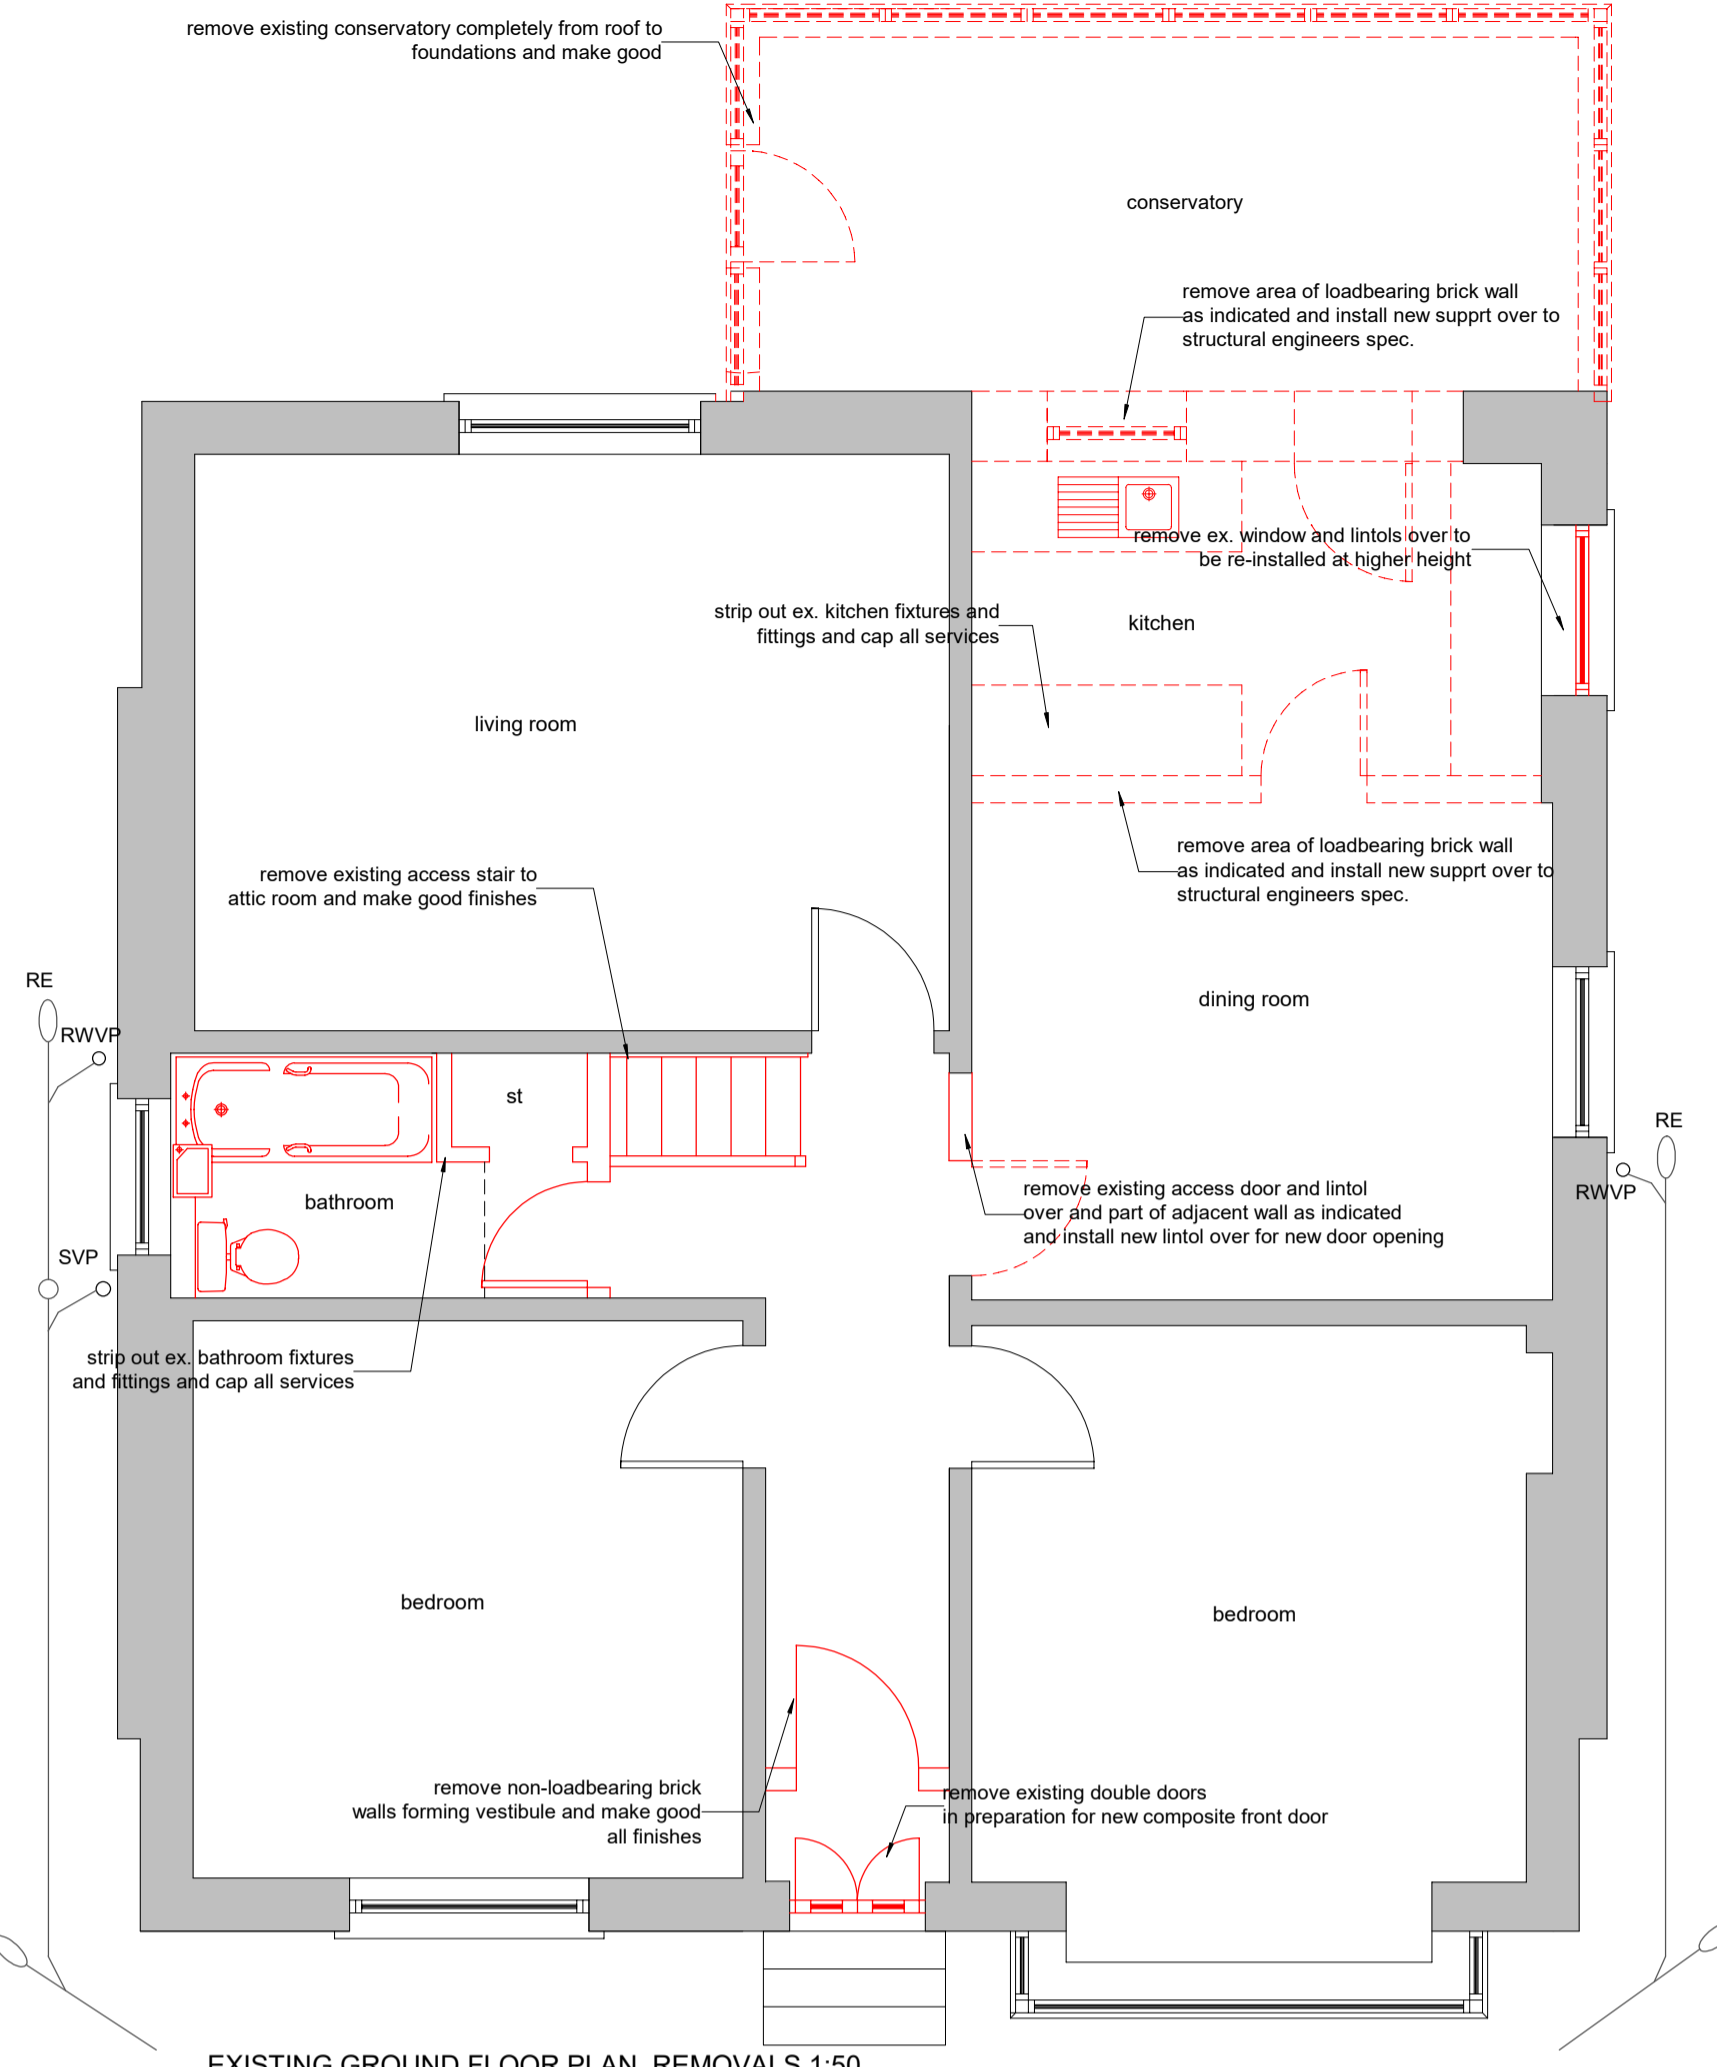 remove existing conservatory completely from roof to
foundations and make good
conservatory
remove area of loadbearing brick wall
as indicated and install new supprt over to
structural engineers spec.
remove ex. window and lintols over to
be re-installed at higher height
strip out ex. kitchen fixtures and
fittings and cap all services
kitchen
living room
remove area of loadbearing brick wall
as indicated and install new supprt over to
structural engineers spec.
remove existing access stair to
attic room and make good finishes
dining room
RE
RWVP
st
RE
RWVP
bathroom
remove existing access door and lintol
over and part of adjacent wall as indicated
and install new lintol over for new door opening
SVP
strip out ex. bathroom fixtures
and fittings and cap all services
bedroom
bedroom
remove non-loadbearing brick
walls forming vestibule and make good
all finishes
remove existing double doors
in preparation for new composite front door
EXISTING GROUND FLOOR PLAN REMOVALS 1:50